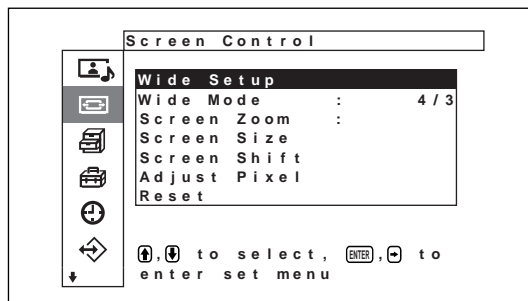 Screen Control
Wide Setup
Wide Mode : 4/3
Screen Zoom :
Screen Size
Screen Shift
Adjust Pixel
Reset
↑,↓ to select, ENTER,→ to
enter set menu